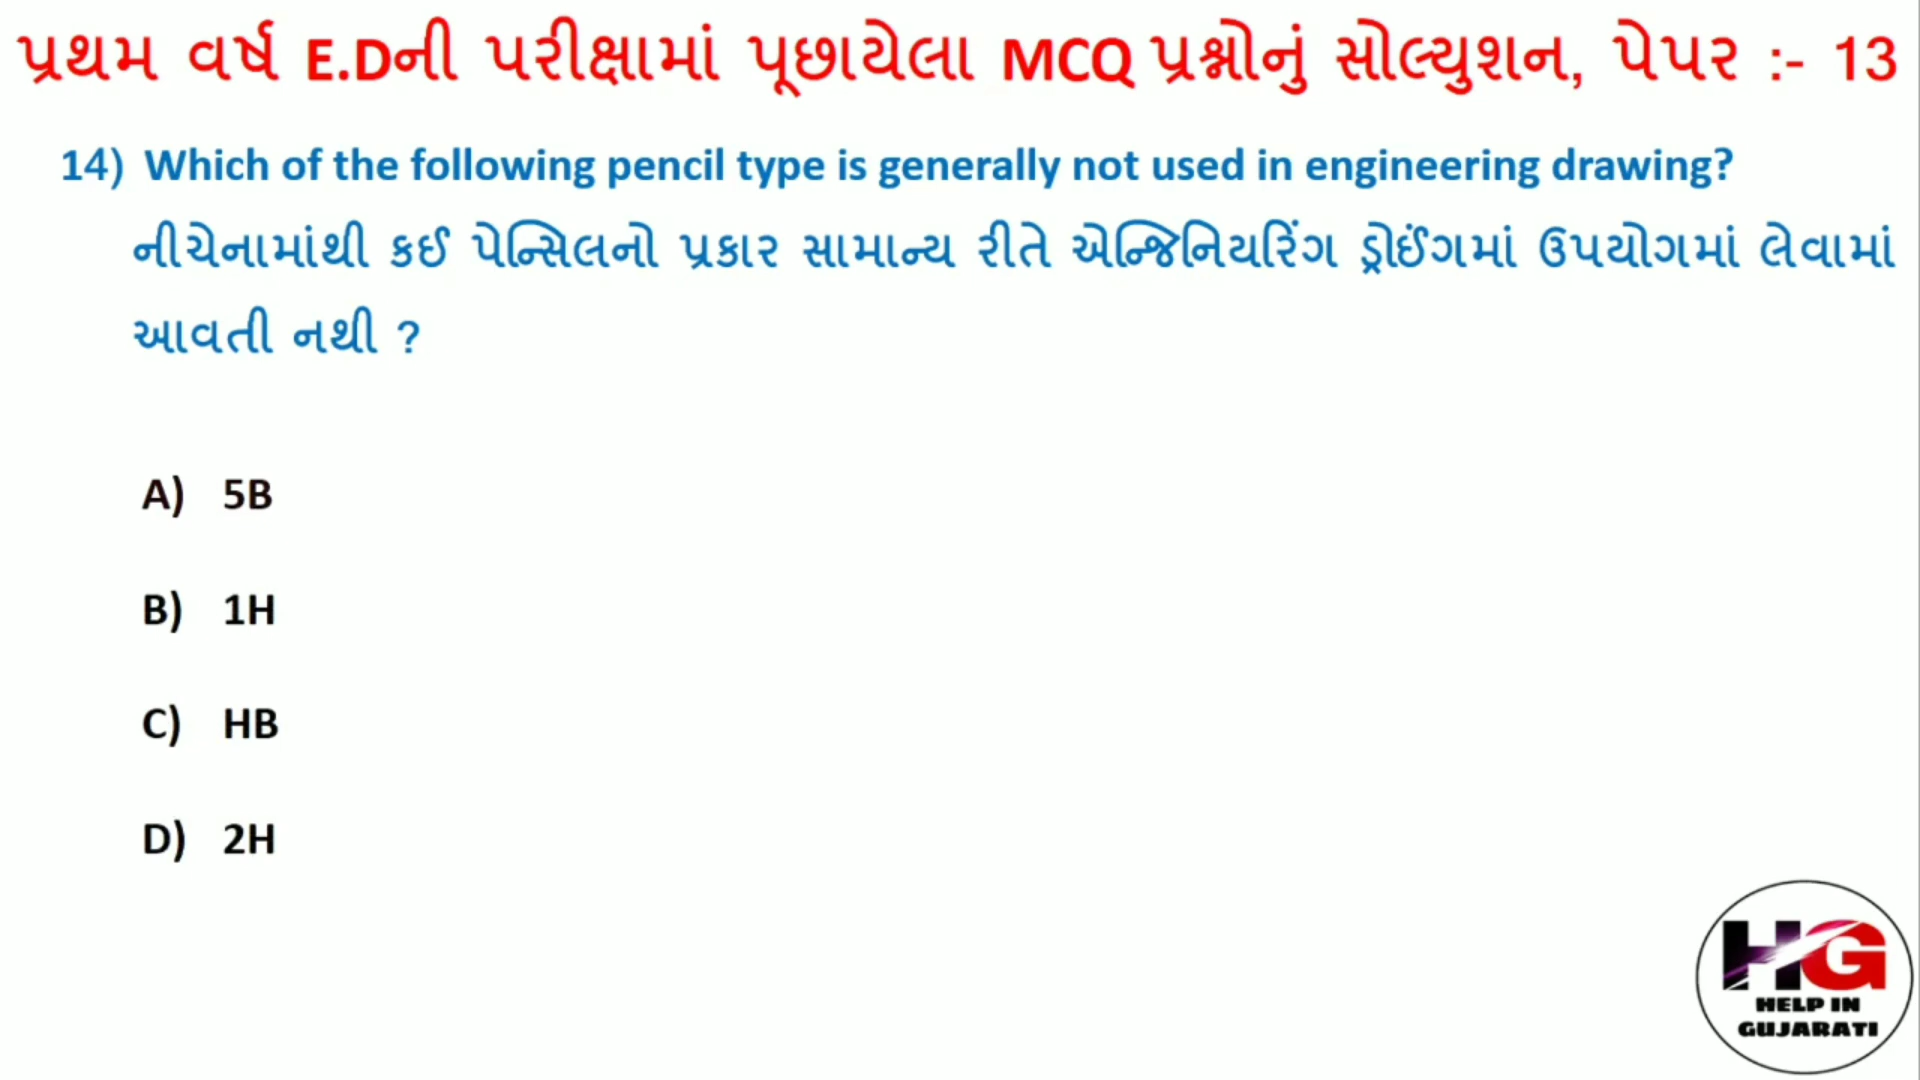 પ્રથમ વર્ષ E.Dની પરીક્ષામાં પૂછાયેલા MCQ પ્રશ્નોનું સોલ્યુશન, પેપર :- 13
14) Which of the following pencil type is generally not used in engineering drawing?
નીચેનામાંથી કઈ પેન્સિલનો પ્રકાર સામાન્ય રીતે એન્જિનિયરિંગ ડ્રોઈંગમાં ઉપયોગમાં લેવામાં
આવતી નથી ?
A) 5B
B) 1H
C) HB
D) 2H
HG
HELP IN
GUJARATI